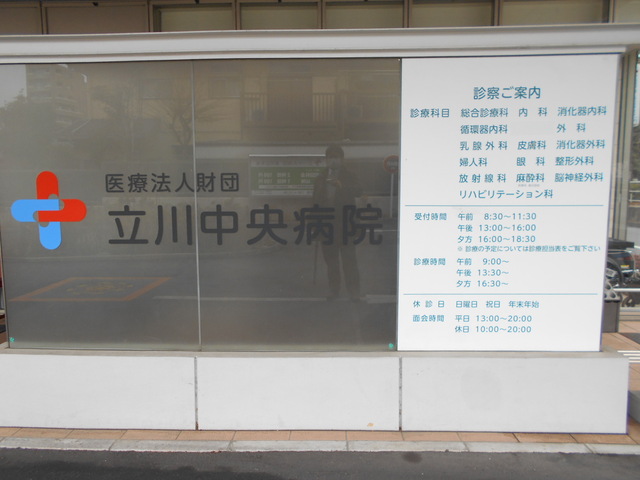 医療法人財団
立川中央病院
診察ご案内
診療科目 総合診療科 内科 消化器内科
循環器内科 外科
乳腺外科 皮膚科 消化器外科
婦人科 眼科 整形外科
放射線科 麻酔科 脳神経外科
リハビリテーション科
受付時間 午前 8:30~11:30
午後 13:00~16:00
夕方 16:00~18:30
※診療の予定については診療担当表をご覧下さい
診療時間 午前 9:00~
午後 13:30~
夕方 16:30~
休診日 日曜日 祝日 年末年始
面会時間 平日 13:00~20:00
休日 10:00~20:00